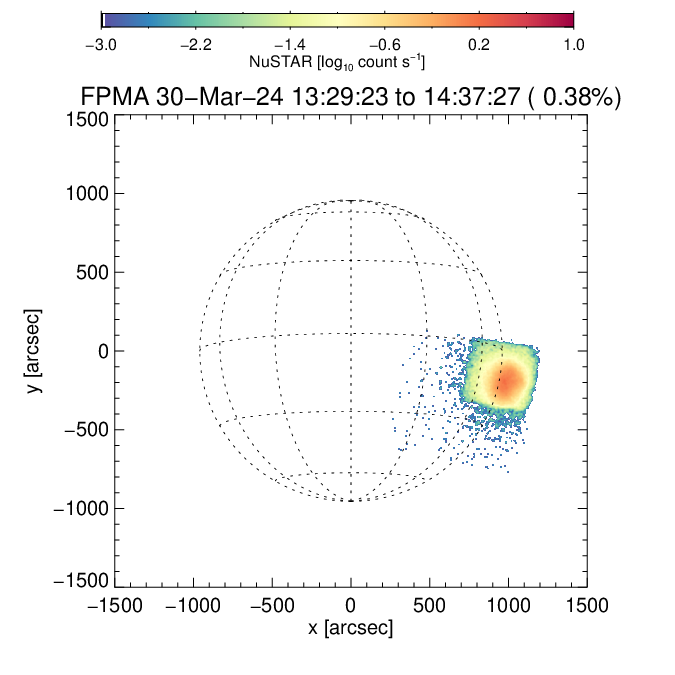 −3.0 −2.2 −1.4 −0.6 0.2 1.0
NuSTAR [log₁₀ count s⁻¹]
FPMA 30−Mar−24 13:29:23 to 14:37:27 ( 0.38%)
1500
1000
500
0
−500
−1000
−1500
y [arcsec]
−1500 −1000 −500 0 500 1000 1500
x [arcsec]